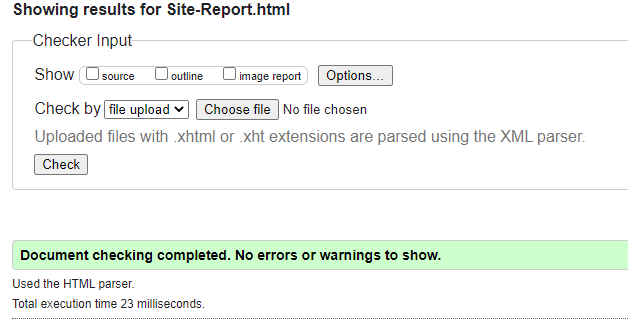 Showing results for Site-Report.html
Checker Input
Show source outline image report Options...
Check by file upload Choose file No file chosen
Uploaded files with .xhtml or .xht extensions are parsed using the XML parser.
Check
Document checking completed. No errors or warnings to show.
Used the HTML parser.
Total execution time 23 milliseconds.